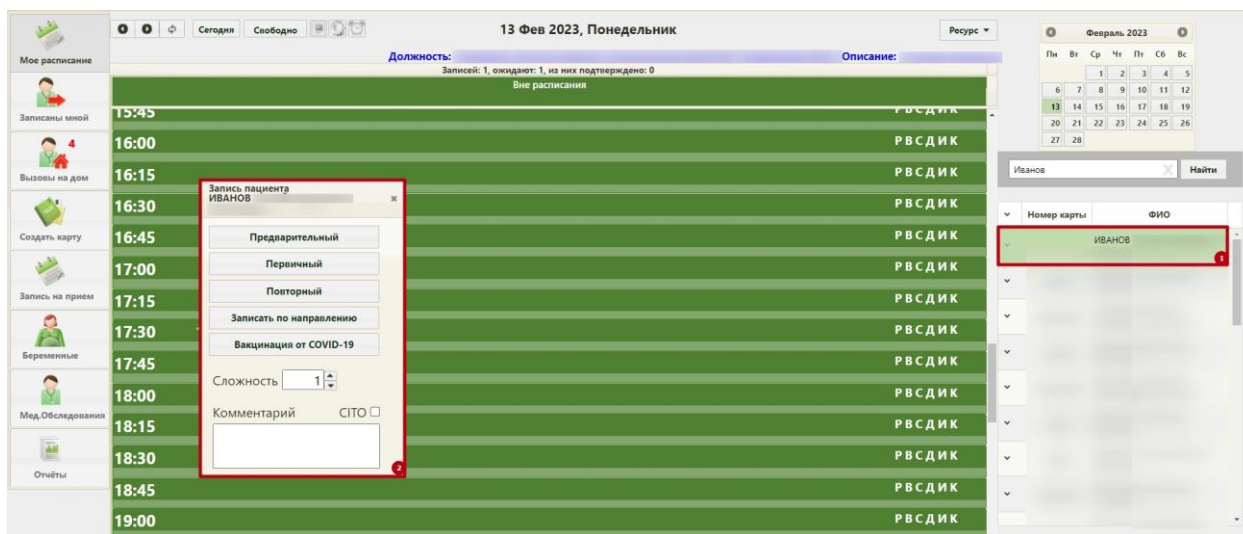 Мое расписание
Записаны мной
4
Вызовы на дом
Создать карту
Запись на прием
Беременные
Мед.Обследования
Отчёты
Сегодня Свободно 13 Фев 2023, Понедельник Ресурс
Должность: Описание:
Записей: 1, ожидают: 1, из них подтверждено: 0
Вне расписания
15:45 РВСДИК
16:00 РВСДИК
16:15 РВСДИК
16:30 РВСДИК
16:45 РВСДИК
17:00 РВСДИК
17:15 РВСДИК
17:30 РВСДИК
17:45 РВСДИК
18:00 РВСДИК
18:15 РВСДИК
18:30 РВСДИК
18:45 РВСДИК
19:00 РВСДИК
Запись пациента
ИВАНОВ
Предварительный
Первичный
Повторный
Записать по направлению
Вакцинация от COVID-19
Сложность 1
Комментарий CITO
2
Февраль 2023
Пн Вт Ср Чт Пт Сб Вс
1 2 3 4 5
6 7 8 9 10 11 12
13 14 15 16 17 18 19
20 21 22 23 24 25 26
27 28
Иванов Найти
Номер карты ФИО
ИВАНОВ
1